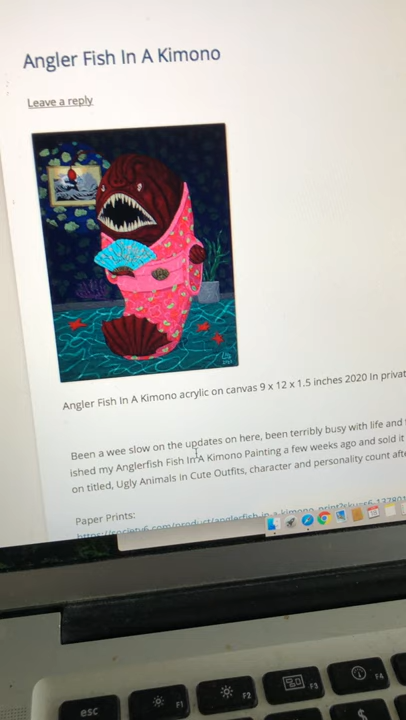 Angler Fish In A Kimono
Leave a reply
Angler Fish In A Kimono acrylic on canvas 9 x 12 x 1.5 inches 2020 In privat
Been a wee slow on the updates on here, been terribly busy with life and
ished my Anglerfish Fish In A Kimono Painting a few weeks ago and sold it
on titled, Ugly Animals in Cute Outfits, character and personality count afte
Paper Prints:
esc
F1
F2
F3
F4
$